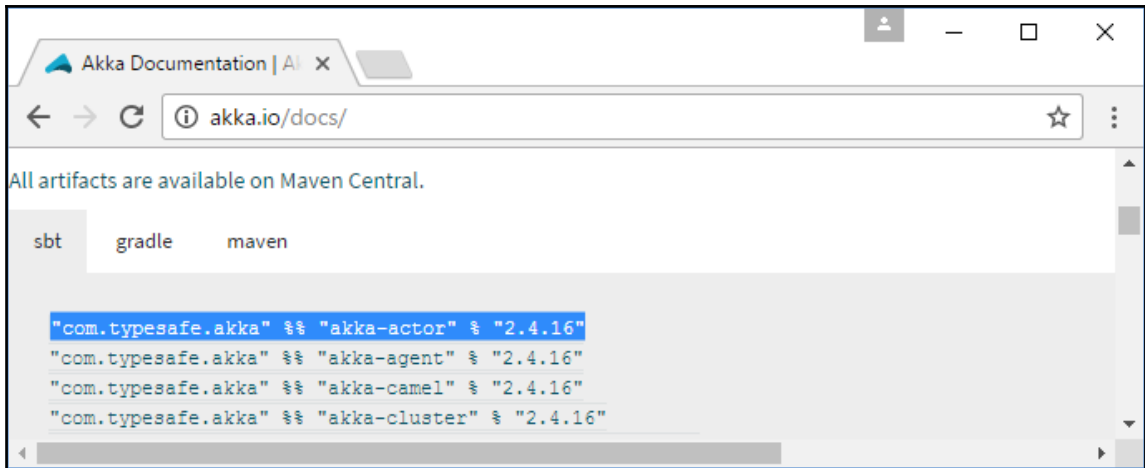 Akka Documentation | Ak
akka.io/docs/
All artifacts are available on Maven Central.
sbt gradle maven
"com.typesafe.akka" %% "akka-actor" % "2.4.16"
"com.typesafe.akka" %% "akka-agent" % "2.4.16"
"com.typesafe.akka" %% "akka-camel" % "2.4.16"
"com.typesafe.akka" %% "akka-cluster" % "2.4.16"